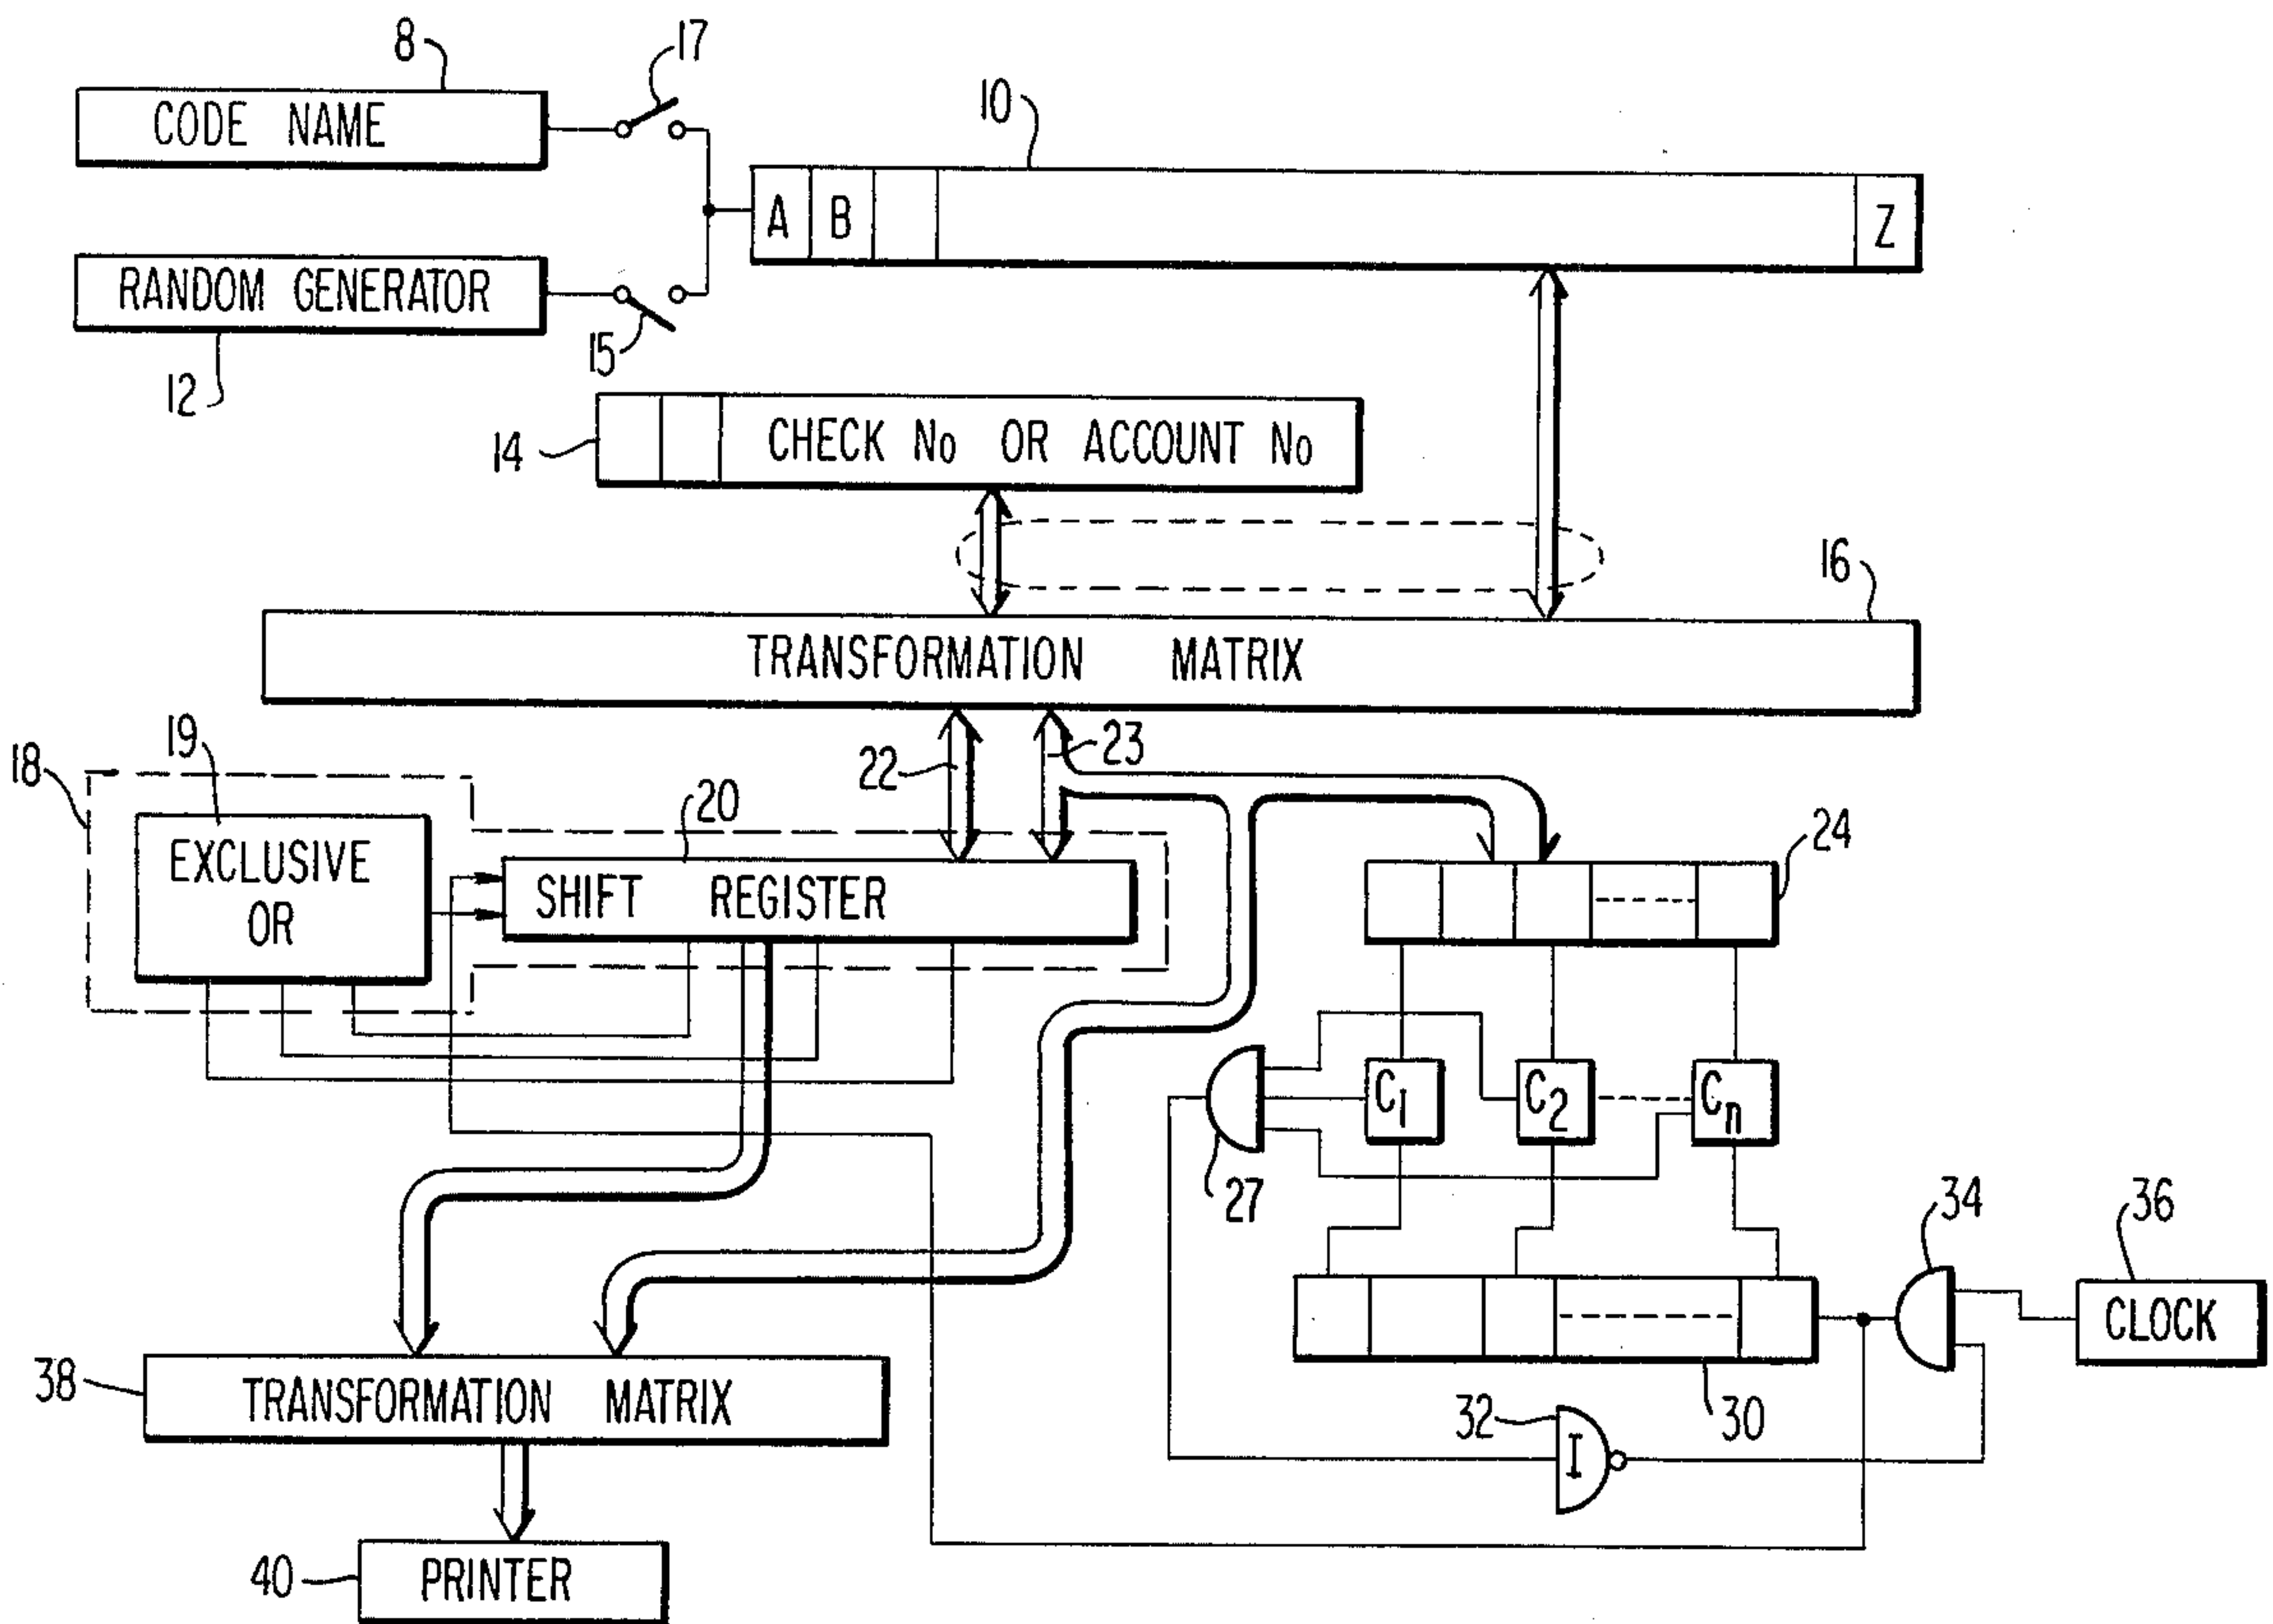 8
17
CODE NAME
10
A B Z
RANDOM GENERATOR
15
12
14
CHECK No OR ACCOUNT No
16
TRANSFORMATION MATRIX
18
19
22
23
20
24
EXCLUSIVE
OR
SHIFT REGISTER
C1 C2 Cn
27
34
36
CLOCK
38
TRANSFORMATION MATRIX
32
30
I
40
PRINTER